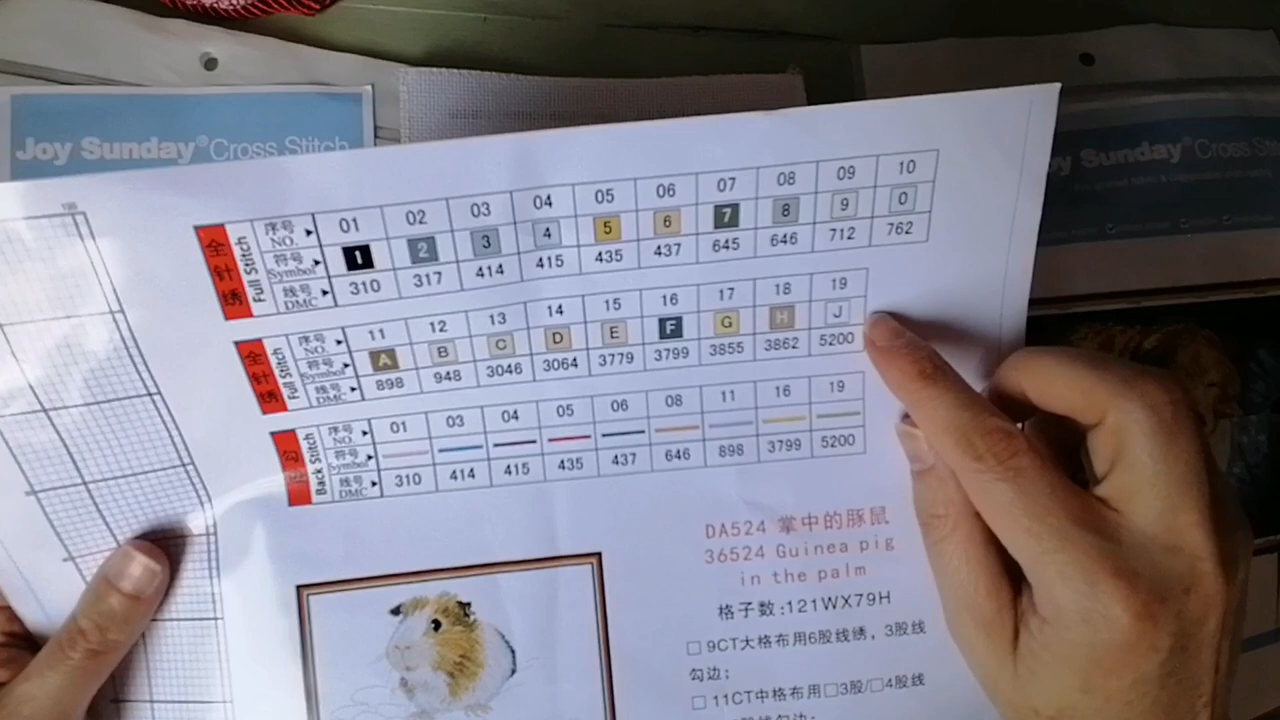 Joy Sunday®Cross Stitch
Joy Sunday® Cross
全针绣 Full Stitch
序号 NO. 01 02 03 04 05 06 07 08 09 10
符号 Symbol 1 2 3 4 5 6 7 8 9 0
线号 DMC 310 317 414 415 435 437 645 646 712 762
全针绣 Full Stitch
序号 NO. 11 12 13 14 15 16 17 18 19
符号 Symbol A B C D E F G H J
线号 DMC 898 948 3046 3064 3779 3799 3855 3862 5200
Back Stitch
序号 NO. 01 03 04 05 06 08 11 16 19
符号 Symbol
线号 DMC 310 414 415 435 437 646 898 3799 5200
DA524 掌中的豚鼠
36524 Guinea pig
in the palm
格子数:121WX79H
□ 9CT大格布用6股线绣，3股线
勾边;
□ 11CT中格布用□3股/□4股线